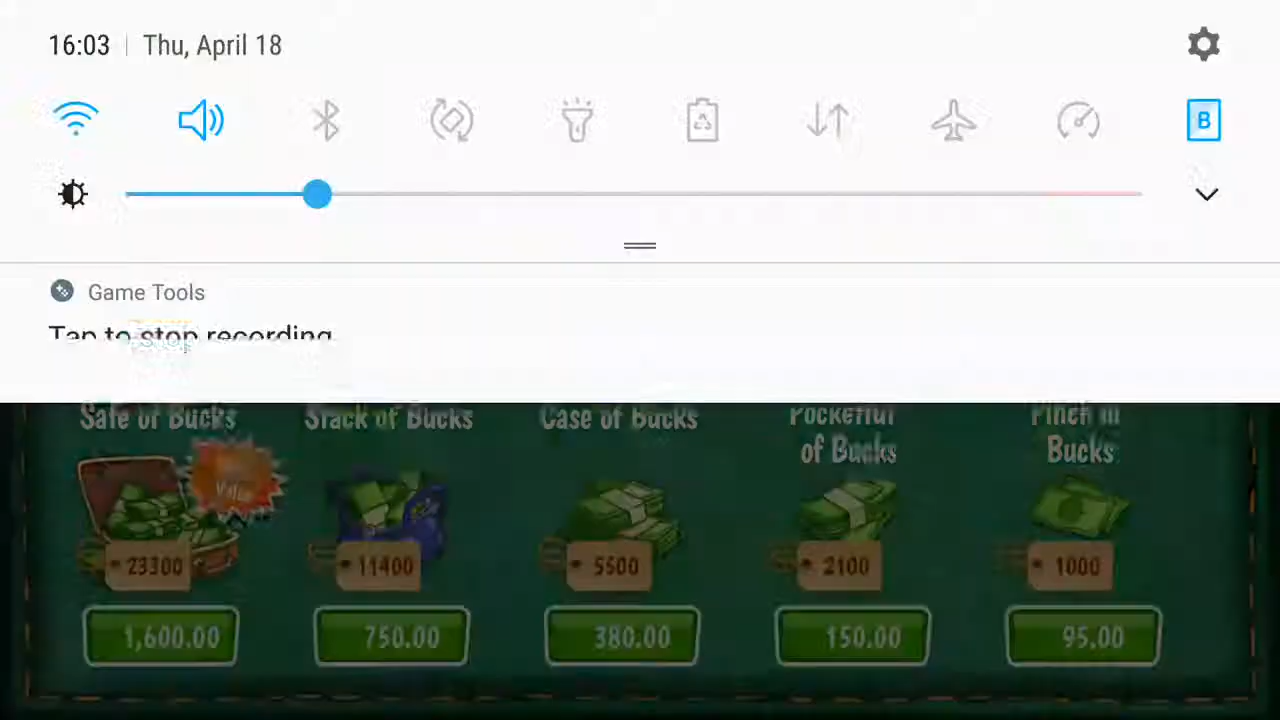 16:03 | Thu, April 18
B
Game Tools
Tap to stop recording
Safe of Bucks
Stack of Bucks
Case of Bucks
Pocketful
of Bucks
Pinch in
Bucks
Value
23300
11400
5500
2100
1000
1,600.00
750.00
380.00
150.00
95.00